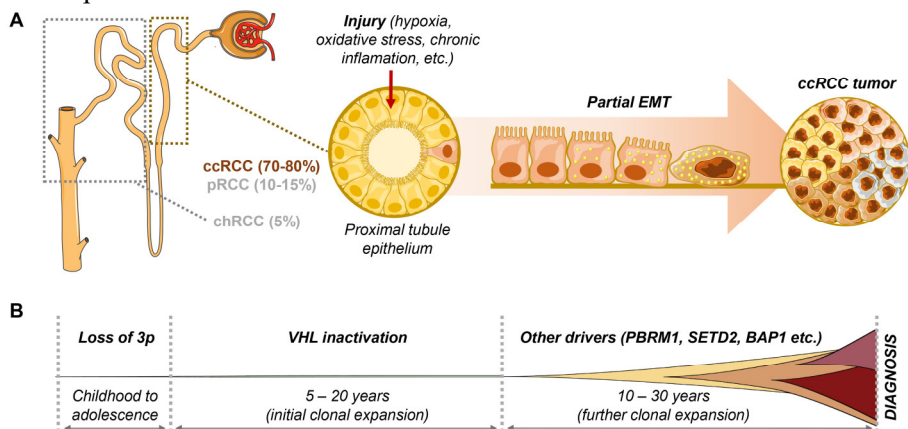 A
Injury (hypoxia,
oxidative stress, chronic
inflamation, etc.)
Partial EMT
ccRCC tumor
ccRCC (70-80%)
pRCC (10-15%)
chRCC (5%)
Proximal tubule
epithelium
B
Loss of 3p
VHL inactivation
Other drivers (PBRM1, SETD2, BAP1 etc.)
Childhood to
adolescence
5 – 20 years
(initial clonal expansion)
10 – 30 years
(further clonal expansion)
DIAGNOSIS